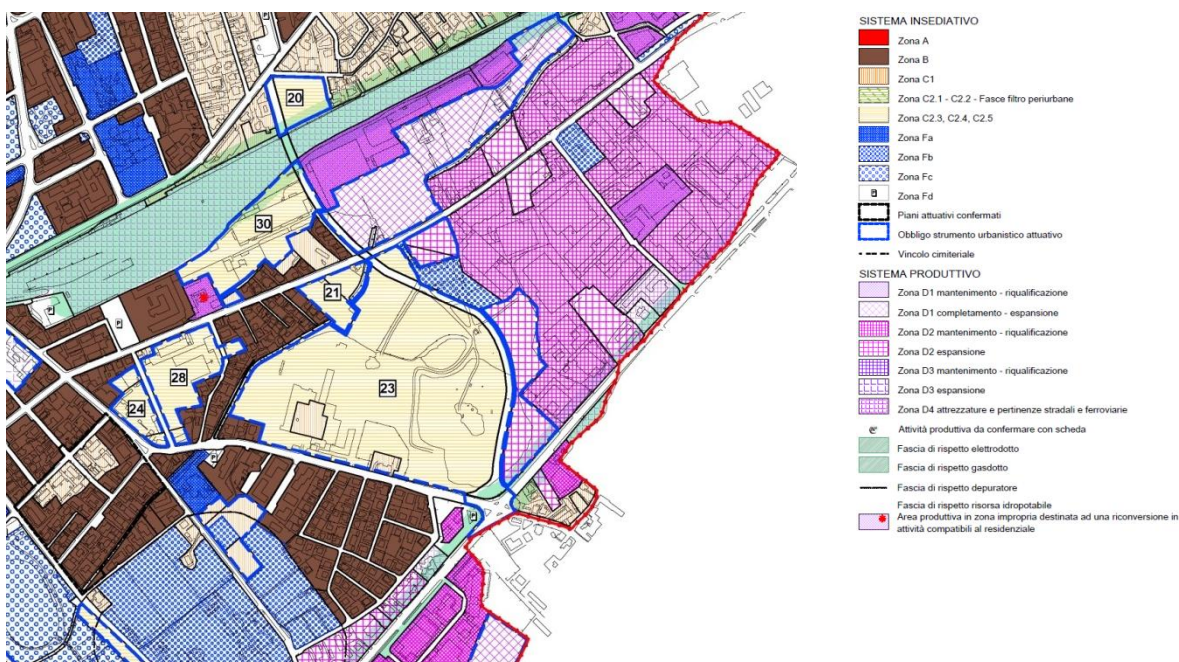 20
30
21
28
24
23
P
P
P
P
SISTEMA INSEDIATIVO
Zona A
Zona B
Zona C1
Zona C2.1 - C2.2 - Fasce filtro periurbane
Zona C2.3, C2.4, C2.5
Zona Fa
Zona Fb
Zona Fc
P Zona Fd
Piani attuativi confermati
Obbligo strumento urbanistico attuativo
Vincolo cimiteriale
SISTEMA PRODUTTIVO
Zona D1 mantenimento - riqualificazione
Zona D1 completamento - espansione
Zona D2 mantenimento - riqualificazione
Zona D2 espansione
Zona D3 mantenimento - riqualificazione
Zona D3 espansione
Zona D4 attrezzature e pertinenze stradali e ferroviarie
Attività produttiva da confermare con scheda
Fascia di rispetto elettrodotto
Fascia di rispetto gasdotto
Fascia di rispetto depuratore
Fascia di rispetto risorsa idropotabile
Area produttiva in zona impropria destinata ad una riconversione in
attività compatibili al residenziale